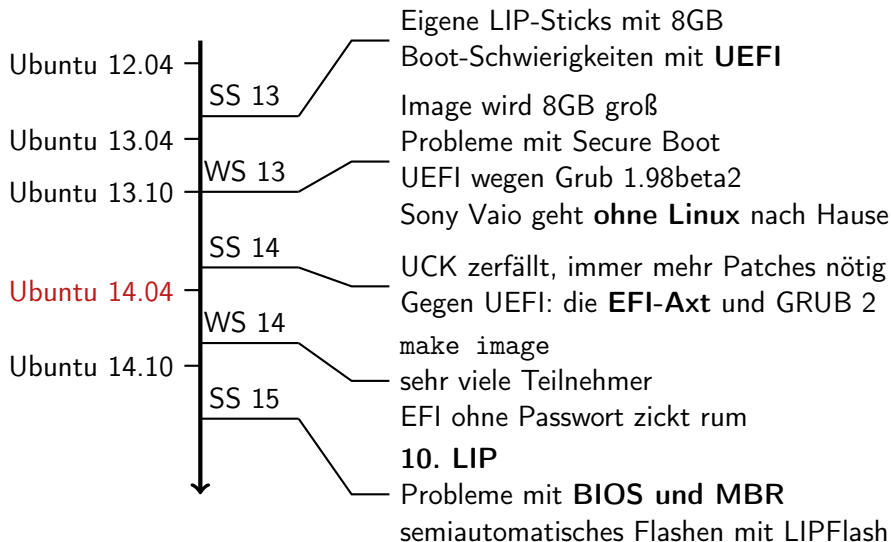 Ubuntu 12.04
Ubuntu 13.04
Ubuntu 13.10
Ubuntu 14.04
Ubuntu 14.10
SS 13
Eigene LIP-Sticks mit 8GB
Boot-Schwierigkeiten mit UEFI
WS 13
Image wird 8GB groß
Probleme mit Secure Boot
UEFI wegen Grub 1.98beta2
Sony Vaio geht ohne Linux nach Hause
SS 14
UCK zerfällt, immer mehr Patches nötig
Gegen UEFI: die EFI-Axt und GRUB 2
WS 14
make image
sehr viele Teilnehmer
EFI ohne Passwort zickt rum
SS 15
10. LIP
Probleme mit BIOS und MBR
semiautomatisches Flashen mit LIPFlash